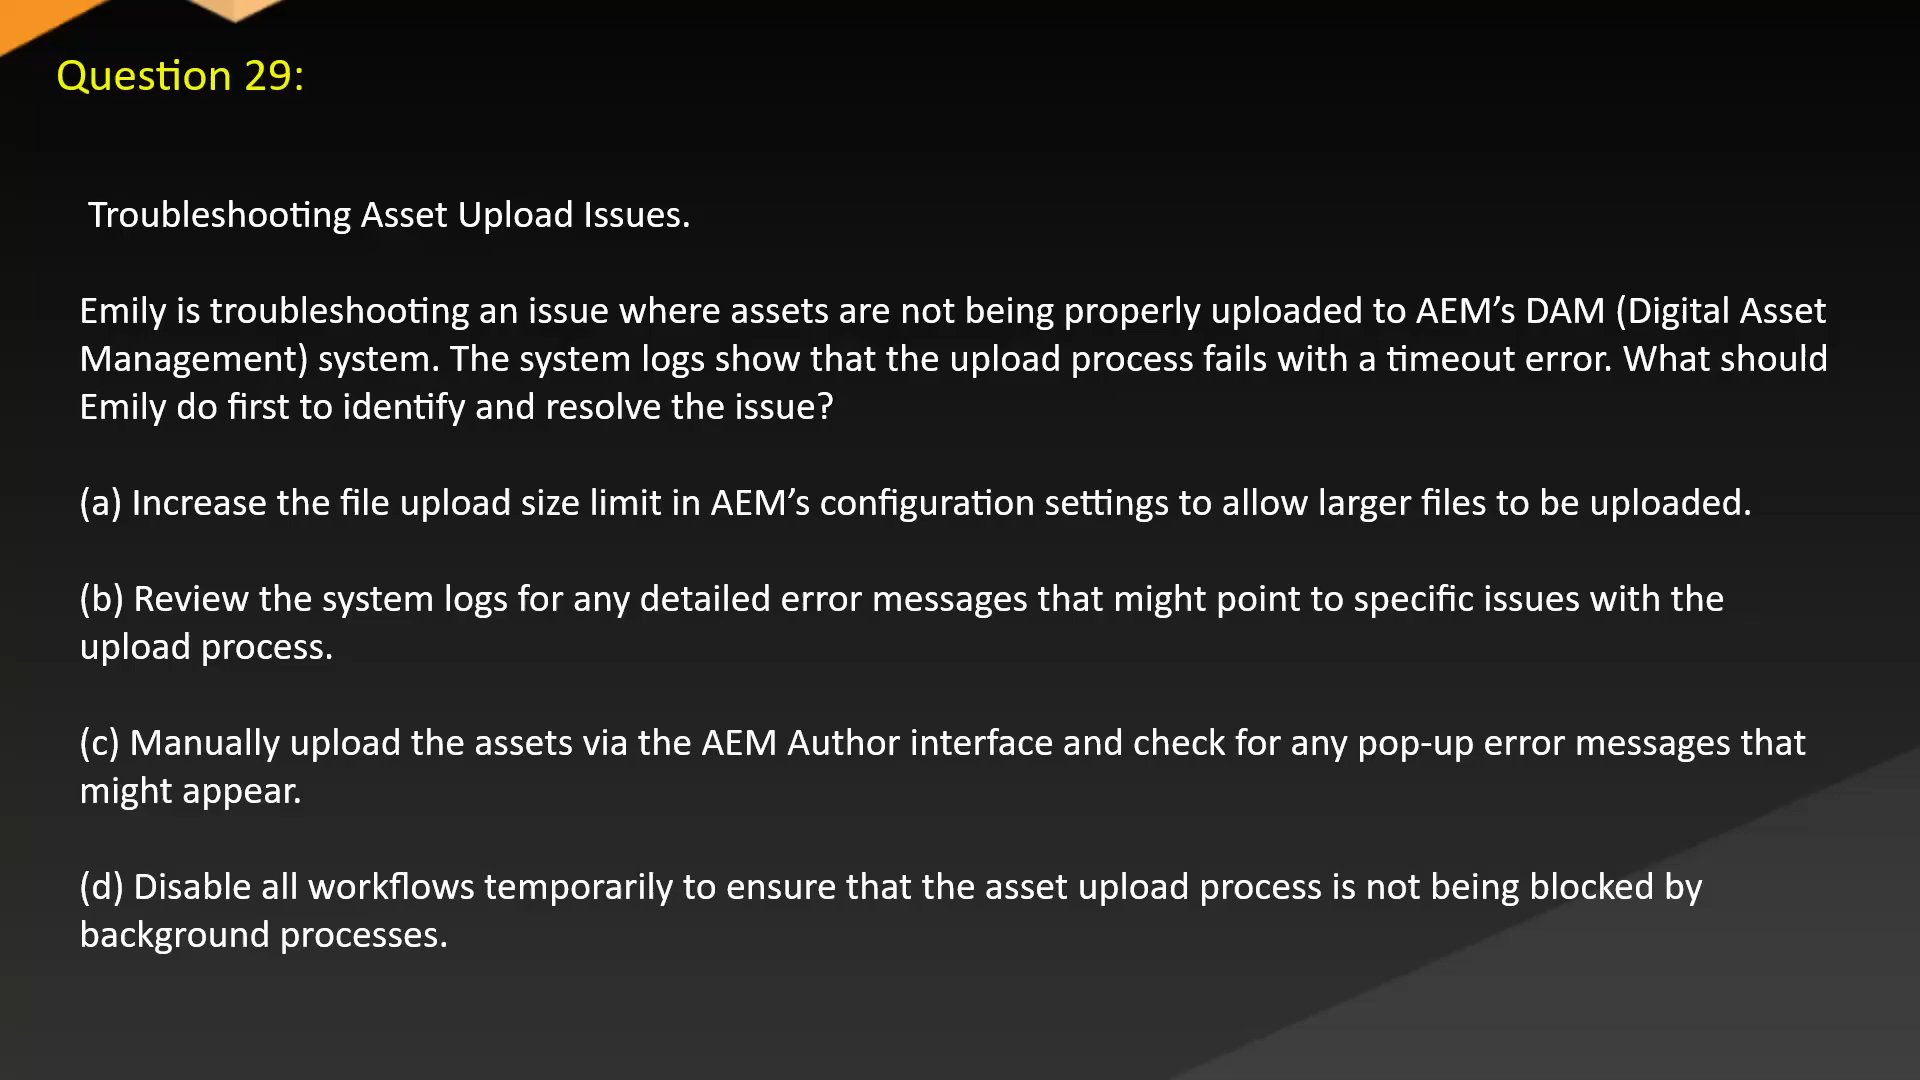 Question 29:
Troubleshooting Asset Upload Issues.
Emily is troubleshooting an issue where assets are not being properly uploaded to AEM’s DAM (Digital Asset
Management) system. The system logs show that the upload process fails with a timeout error. What should
Emily do first to identify and resolve the issue?
(a) Increase the file upload size limit in AEM’s configuration settings to allow larger files to be uploaded.
(b) Review the system logs for any detailed error messages that might point to specific issues with the
upload process.
(c) Manually upload the assets via the AEM Author interface and check for any pop-up error messages that
might appear.
(d) Disable all workflows temporarily to ensure that the asset upload process is not being blocked by
background processes.